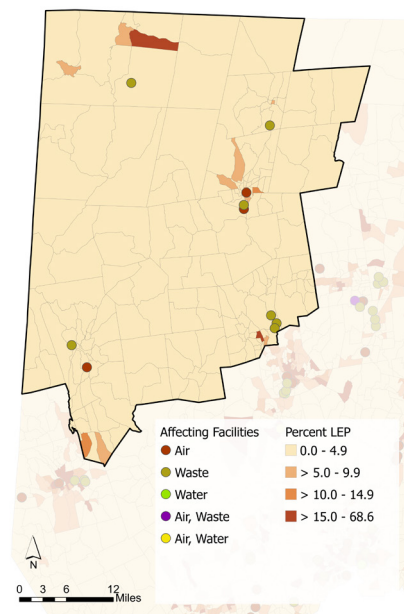 Affecting Facilities
Air
Waste
Water
Air, Waste
Air, Water
Percent LEP
0.0 - 4.9
> 5.0 - 9.9
> 10.0 - 14.9
> 15.0 - 68.6
N
0 3 6 12
Miles